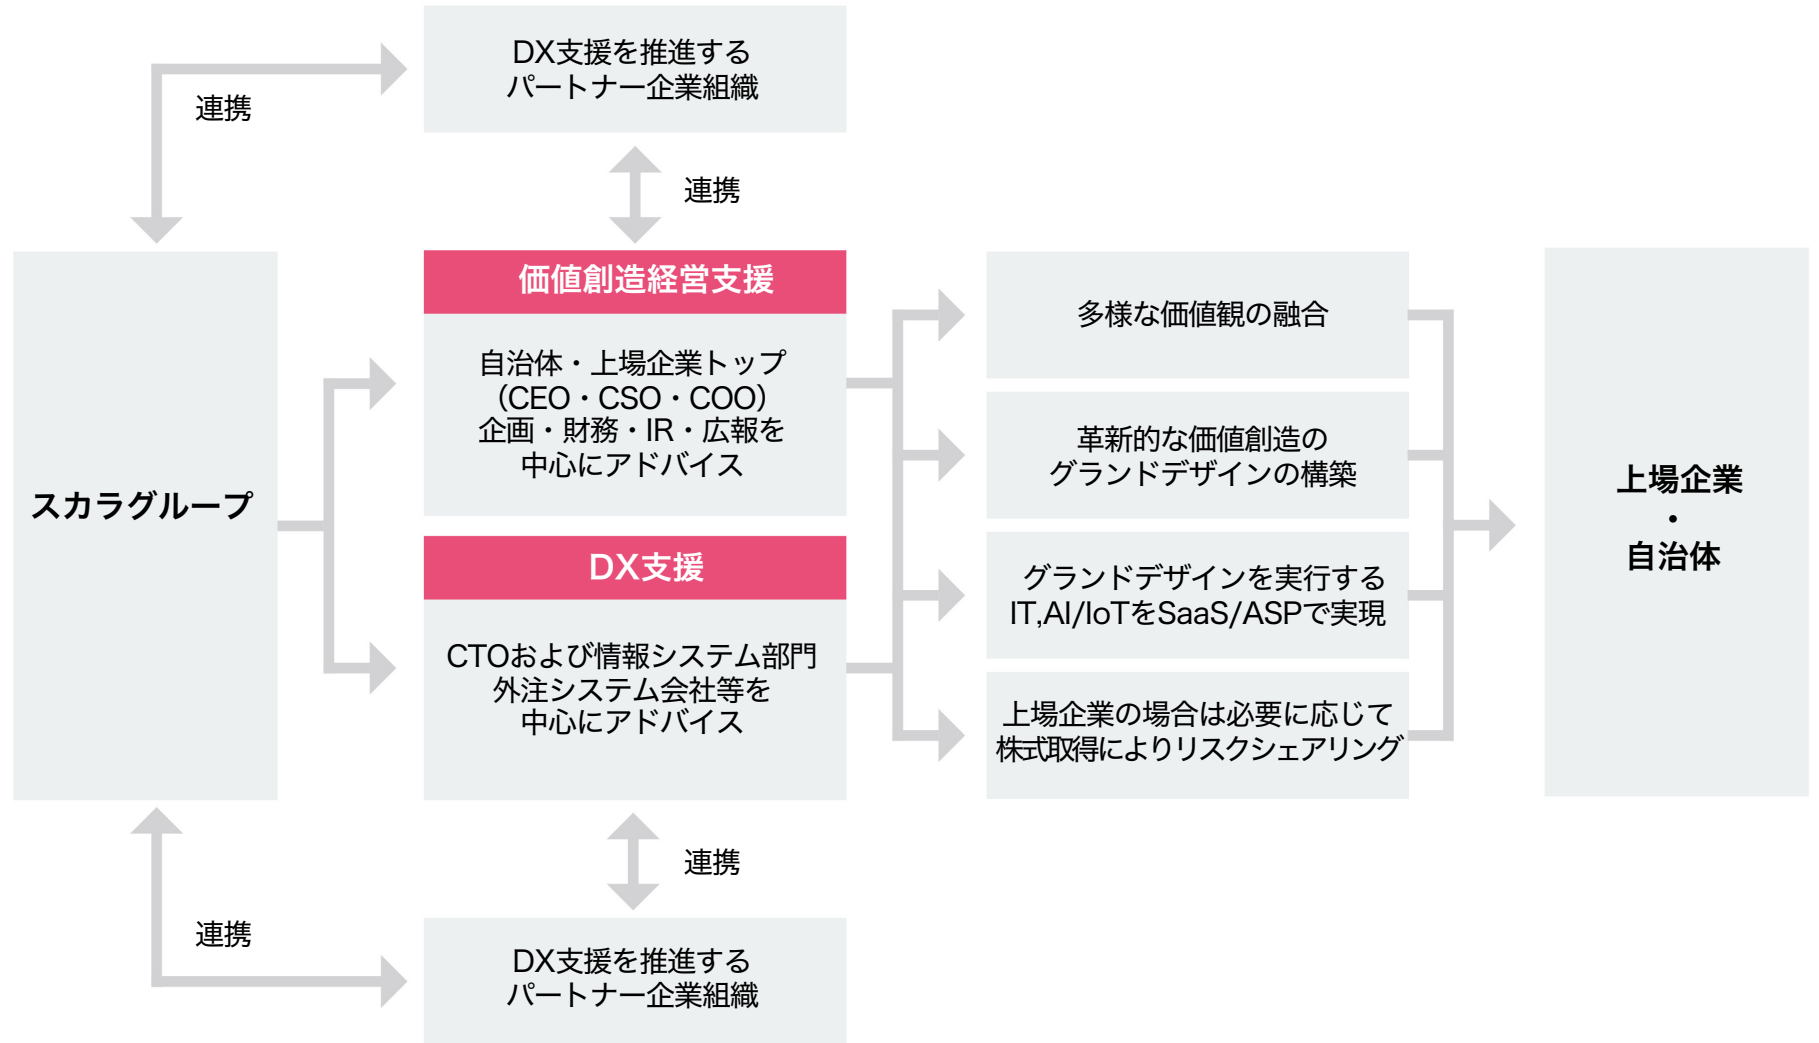 DX支援を推進する
パートナー企業組織
連携
連携
スカラグループ
価値創造経営支援
自治体・上場企業トップ
（CEO・CSO・COO）
企画・財務・IR・広報を
中心にアドバイス
DX支援
CTOおよび情報システム部門
外注システム会社等を
中心にアドバイス
多様な価値観の融合
革新的な価値創造の
グランドデザインの構築
グランドデザインを実行する
IT,AI/IoTをSaaS/ASPで実現
上場企業の場合は必要に応じて
株式取得によりリスクシェアリング
上場企業
・
自治体
連携
連携
DX支援を推進する
パートナー企業組織